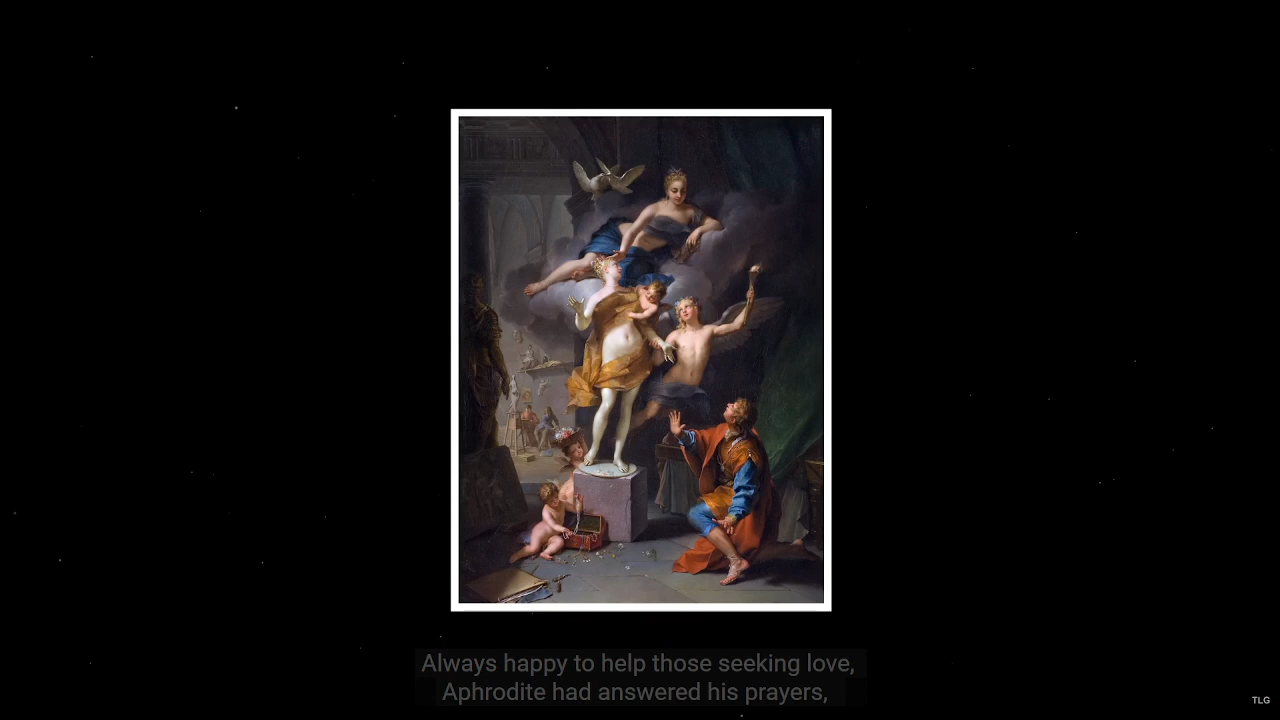 Always happy to help those seeking love,
Aphrodite had answered his prayers,
TLG